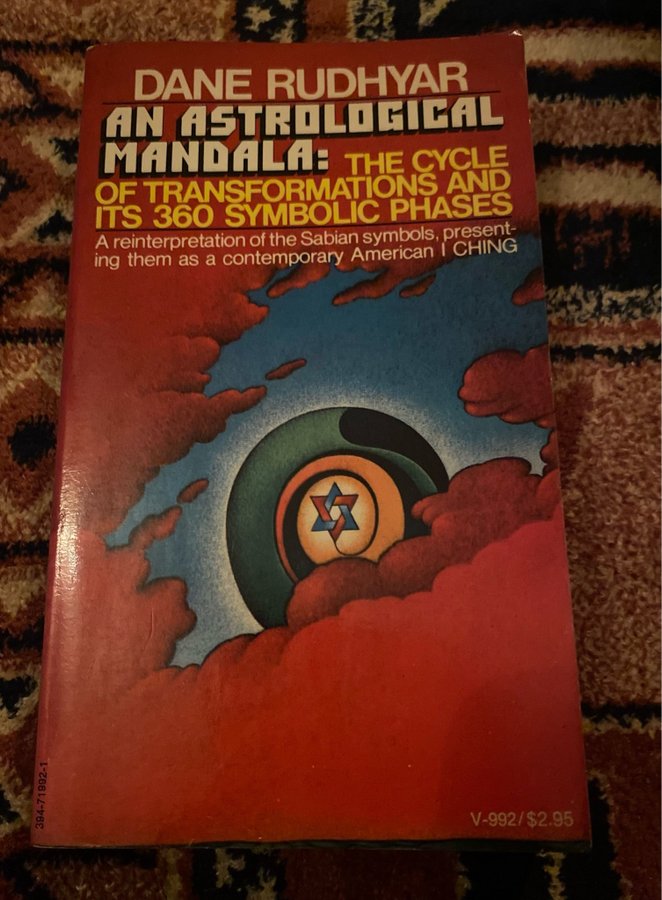 DANE RUDHYAR
AN ASTROLOGICAL
MANDALA: THE CYCLE
OF TRANSFORMATIONS AND
ITS 360 SYMBOLIC PHASES
A reinterpretation of the Sabian symbols, present-
ing them as a contemporary American I CHING
394-71992-1
V-992/$2.95